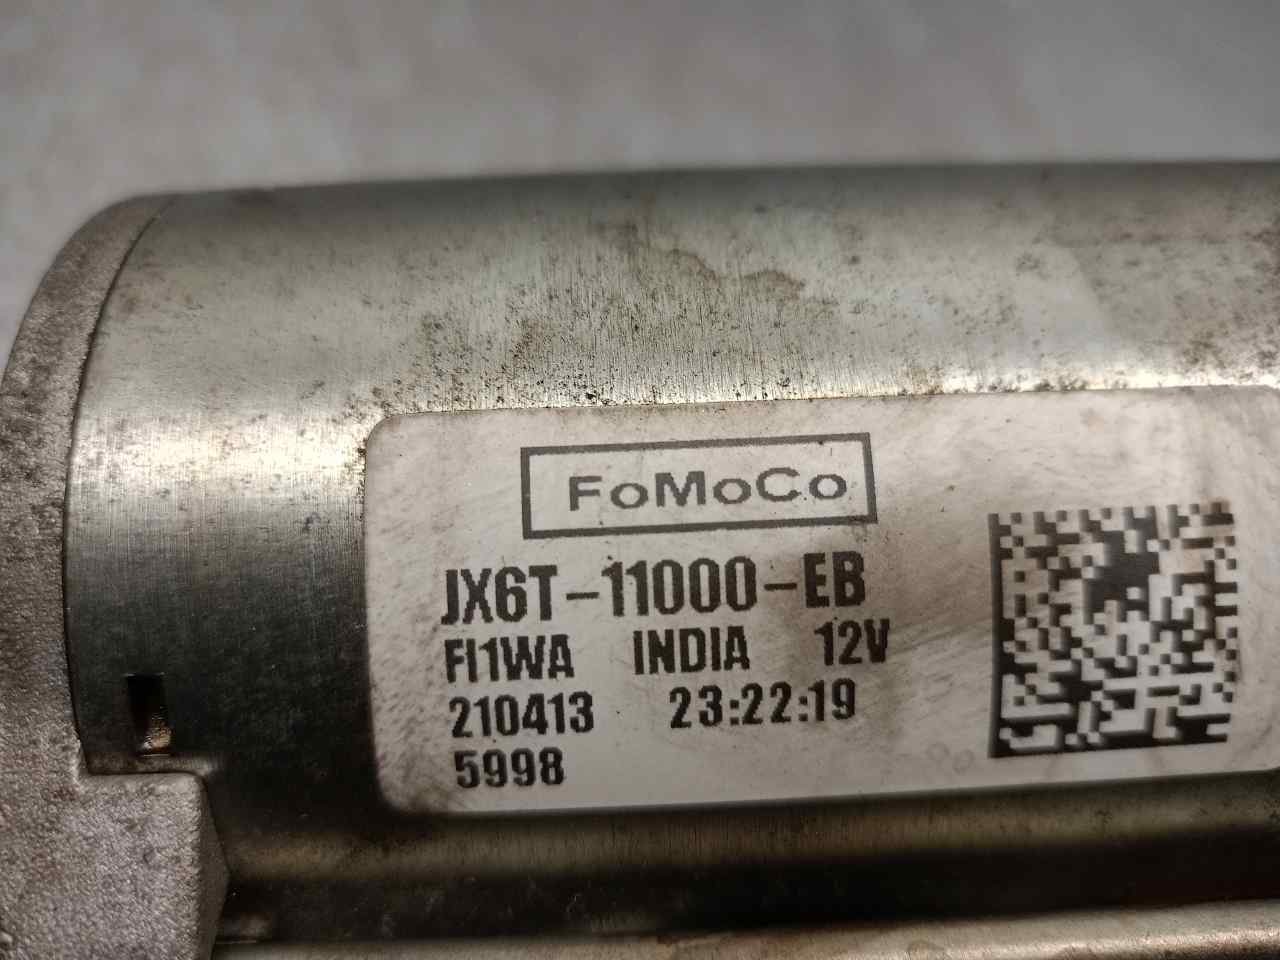 FoMoCo
JX6T-11000-EB
FI1WA INDIA 12V
210413 23:22:19
5998